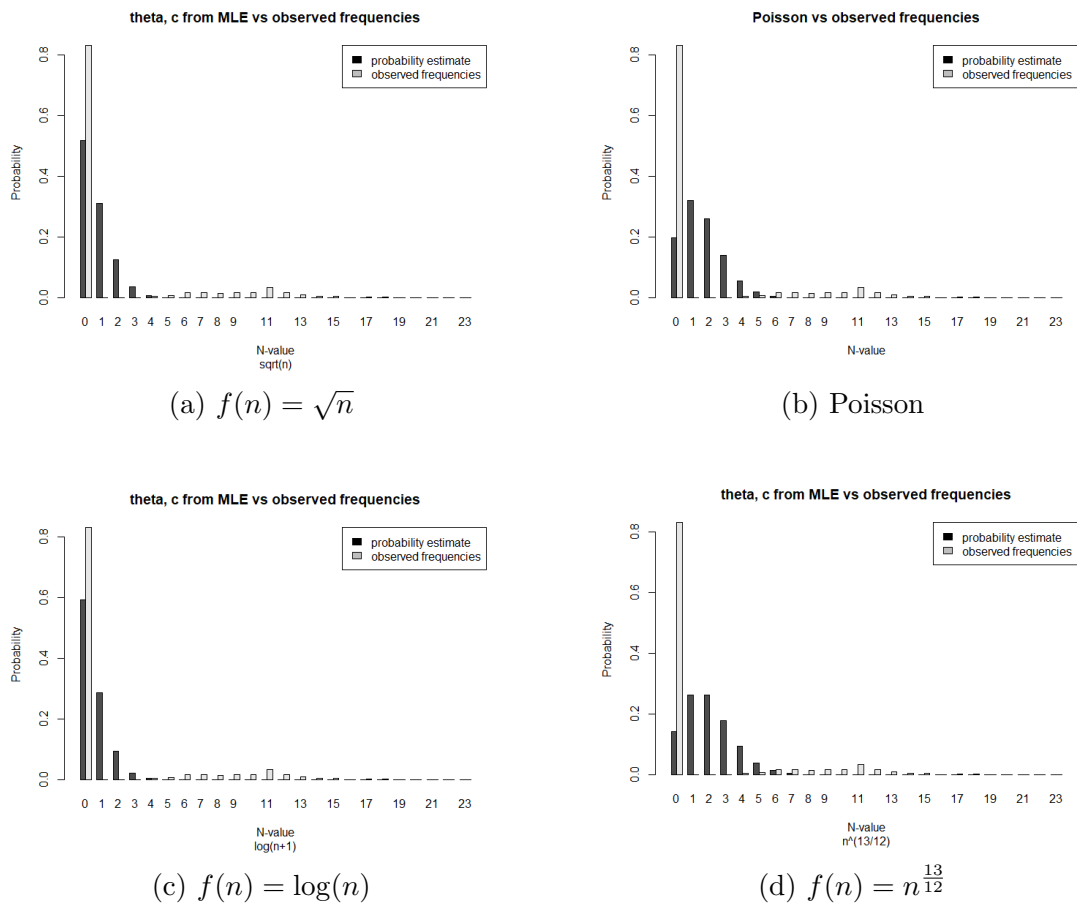 theta, c from MLE vs observed frequencies
probability estimate
observed frequencies
Probability
0.0 0.2 0.4 0.6 0.8
0 1 2 3 4 5 6 7 8 9 11 13 15 17 19 21 23
N-value
sqrt(n)
(a) f(n) = √n
Poisson vs observed frequencies
probability estimate
observed frequencies
Probability
0.0 0.2 0.4 0.6 0.8
0 1 2 3 4 5 6 7 8 9 11 13 15 17 19 21 23
N-value
(b) Poisson
theta, c from MLE vs observed frequencies
probability estimate
observed frequencies
Probability
0.0 0.2 0.4 0.6 0.8
0 1 2 3 4 5 6 7 8 9 11 13 15 17 19 21 23
N-value
log(n+1)
(c) f(n) = log(n)
theta, c from MLE vs observed frequencies
probability estimate
observed frequencies
Probability
0.0 0.2 0.4 0.6 0.8
0 1 2 3 4 5 6 7 8 9 11 13 15 17 19 21 23
N-value
n^(13/12)
(d) f(n) = n^{13/12}